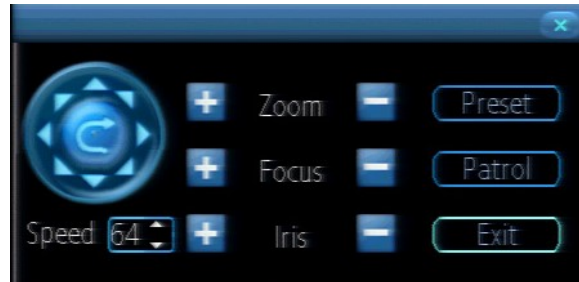 + Zoom - Preset
+ Focus - Patrol
Speed 64 + Iris - Exit